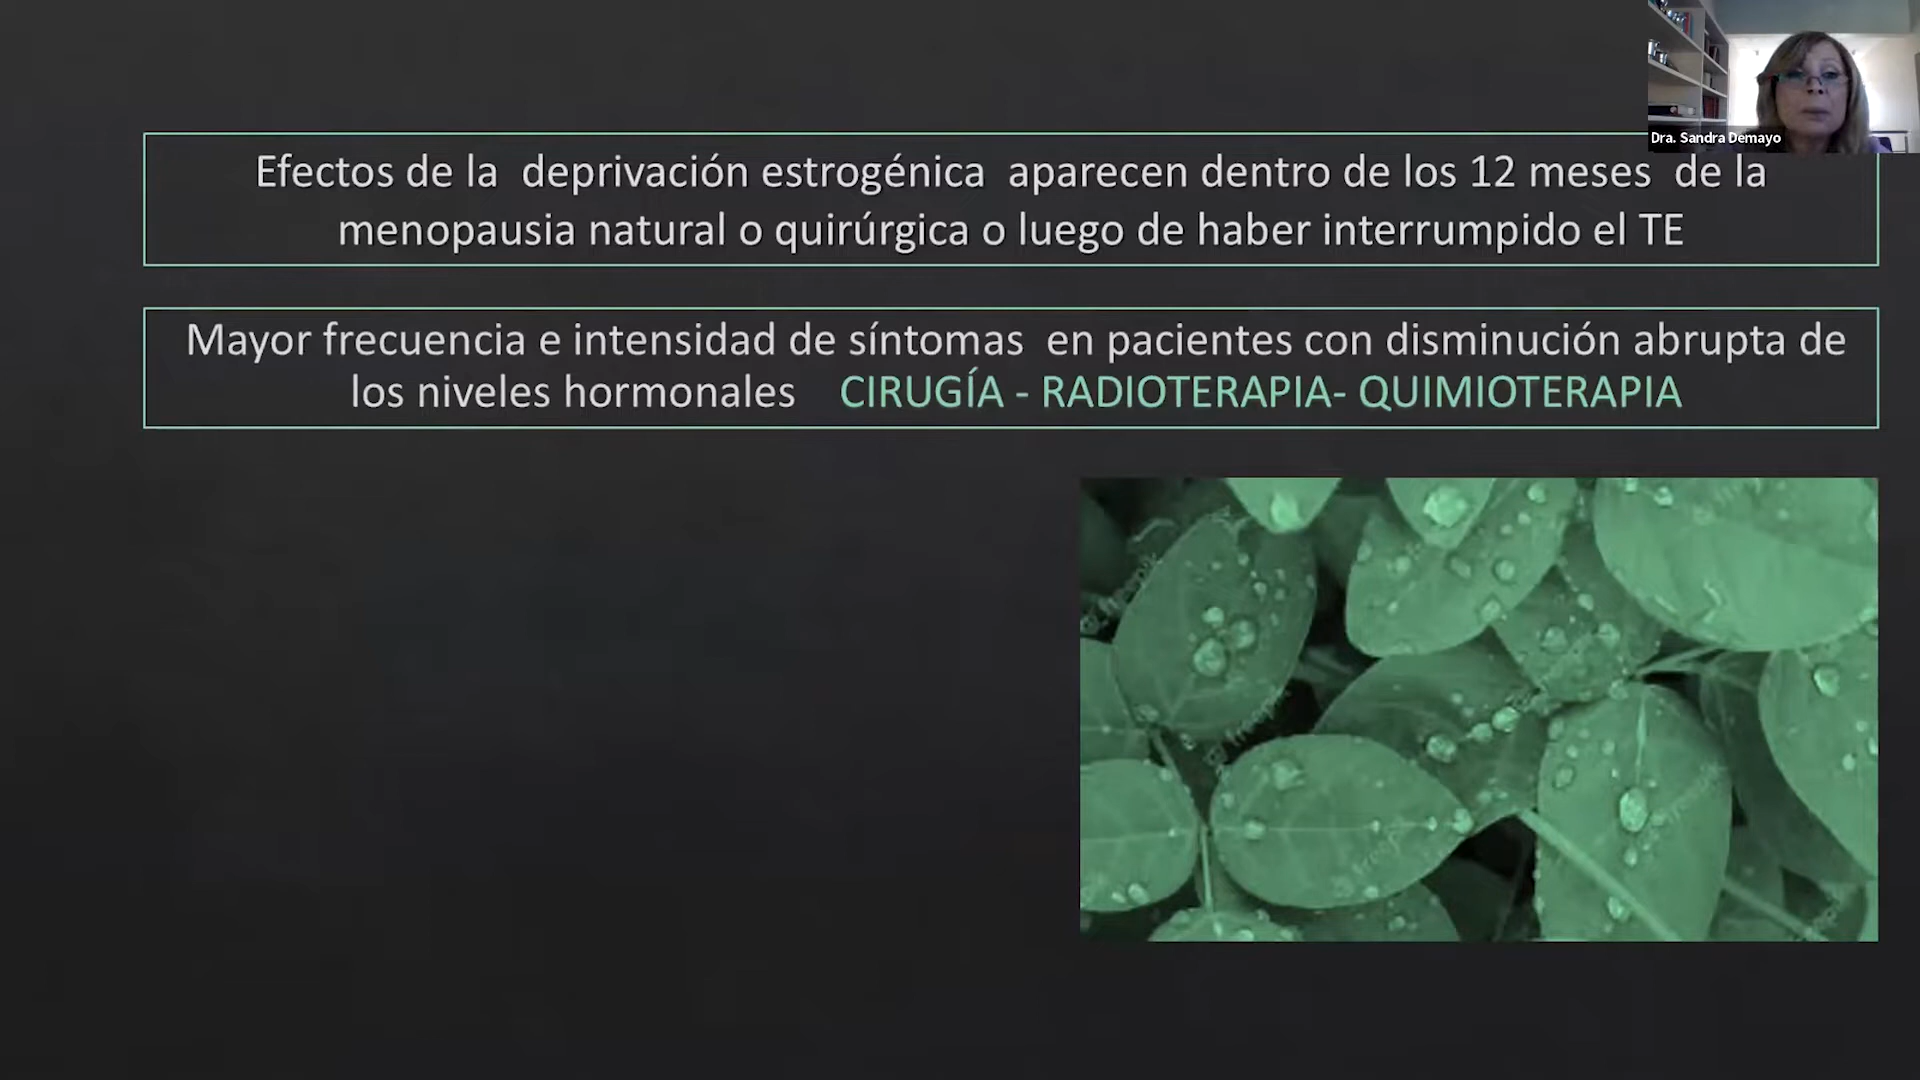 Dra. Sandra Demayo
Efectos de la deprivación estrogénica aparecen dentro de los 12 meses de la
menopausia natural o quirúrgica o luego de haber interrumpido el TE
Mayor frecuencia e intensidad de síntomas en pacientes con disminución abrupta de
los niveles hormonales CIRUGÍA - RADIOTERAPIA- QUIMIOTERAPIA